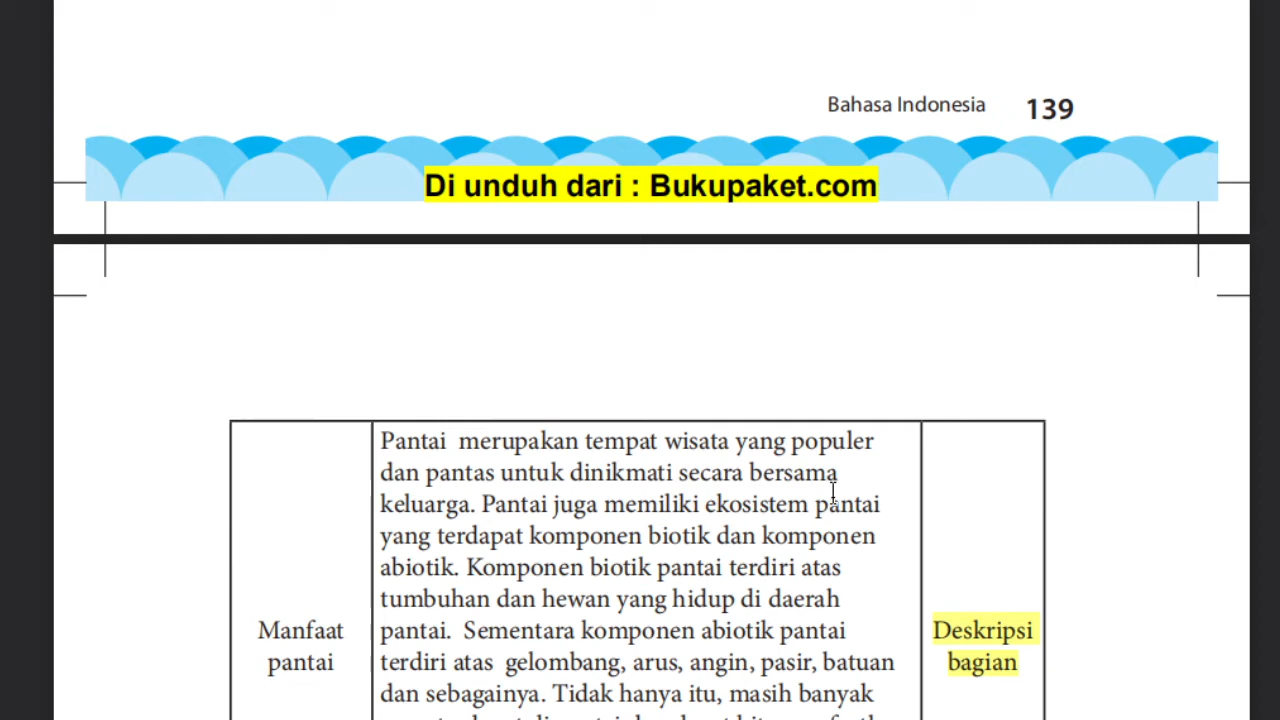 Bahasa Indonesia 139
Di unduh dari : Bukupaket.com
Pantai merupakan tempat wisata yang populer
dan pantas untuk dinikmati secara bersama
keluarga. Pantai juga memiliki ekosistem pantai
yang terdapat komponen biotik dan komponen
abiotik. Komponen biotik pantai terdiri atas
tumbuhan dan hewan yang hidup di daerah
pantai. Sementara komponen abiotik pantai
terdiri atas gelombang, arus, angin, pasir, batuan
dan sebagainya. Tidak hanya itu, masih banyak
Manfaat
pantai
Deskripsi
bagian